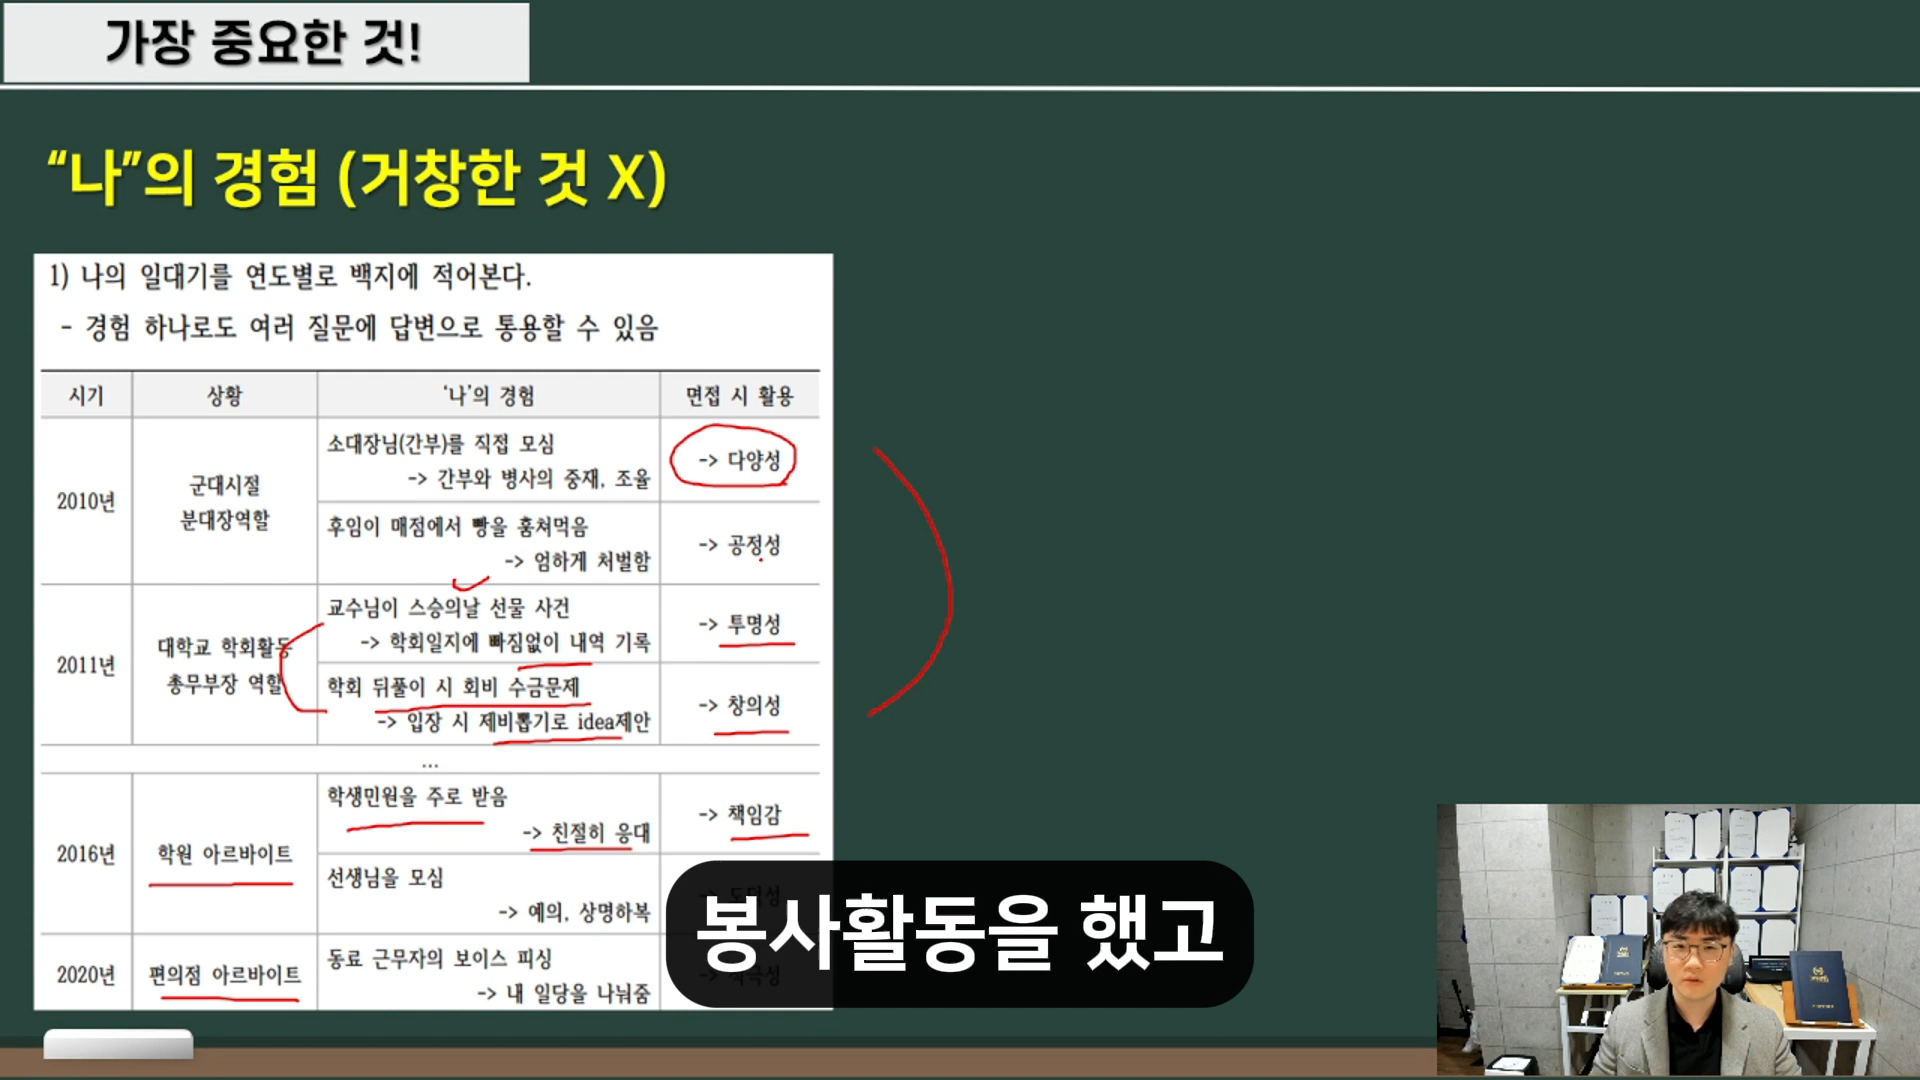 가장 중요한 것!
“나”의 경험 (거창한 것 X)
1) 나의 일대기를 연도별로 백지에 적어본다.
- 경험 하나로도 여러 질문에 답변으로 통용할 수 있음
시기 상황 ‘나’의 경험 면접 시 활용
2010년
군대시절
분대장역할
소대장님(간부)를 직접 모심
-> 간부와 병사의 중재, 조율
-> 다양성
후임이 매점에서 빵을 훔쳐먹음
-> 엄하게 처벌함
-> 공정성
2011년
대학교 학회활동
총무부장 역할
교수님이 스승의날 선물 사건
-> 학회일지에 빠짐없이 내역 기록
-> 투명성
학회 뒤풀이 시 회비 수금문제
-> 입장 시 제비뽑기로 idea제안
-> 창의성
...
2016년
학원 아르바이트
학생민원을 주로 받음
-> 친절히 응대
-> 책임감
선생님을 모심
-> 예의, 상명하복
-> 도덕성
2020년
편의점 아르바이트
동료 근무자의 보이스 피싱
-> 내 일당을 나눠줌
봉사활동을 했고